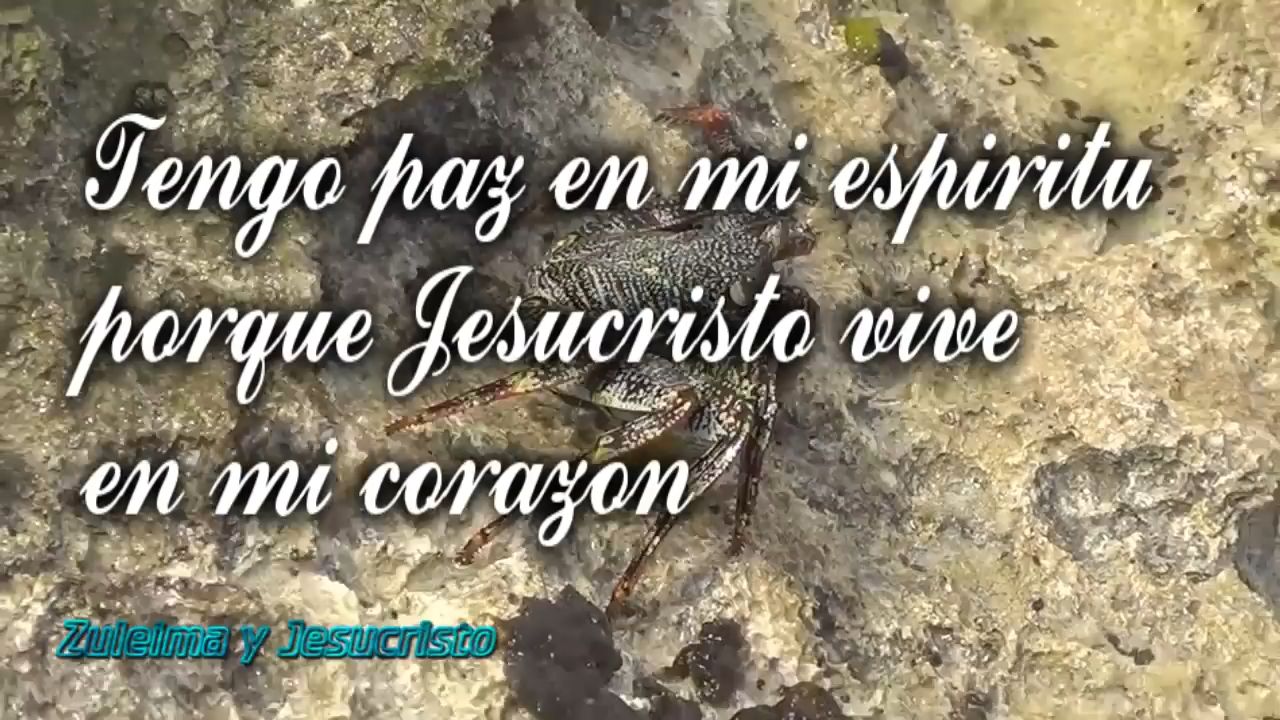 Tengo paz en mi espiritu
porque Jesucristo vive
en mi corazon
Zuleima y Jesucristo